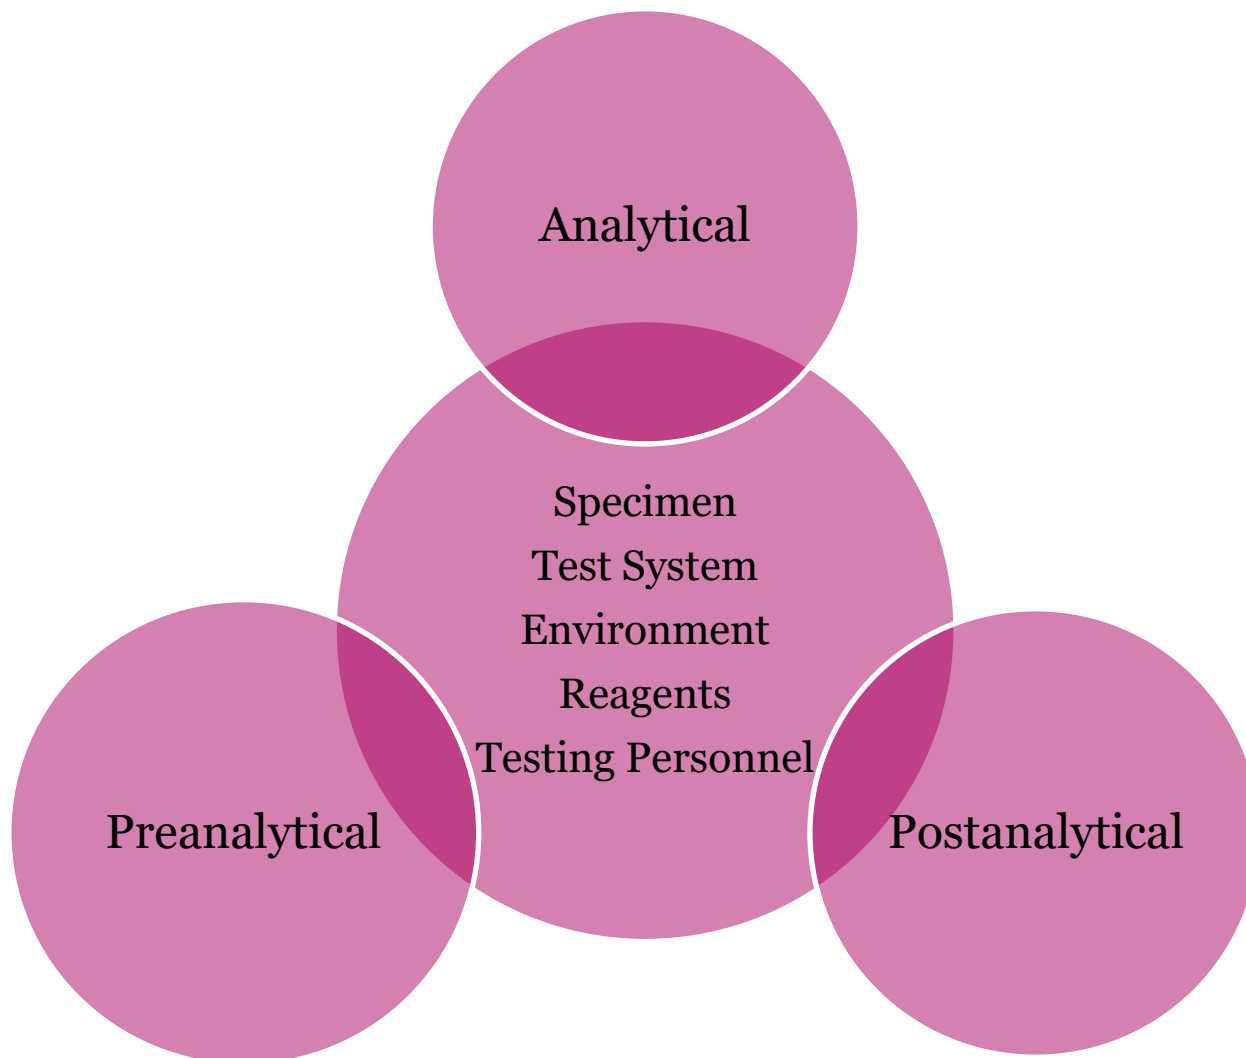 Analytical
Specimen
Test System
Environment
Reagents
Testing Personnel
Preanalytical
Postanalytical